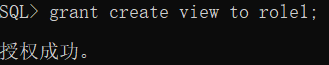 SQL> grant create view to role1;
授权成功。